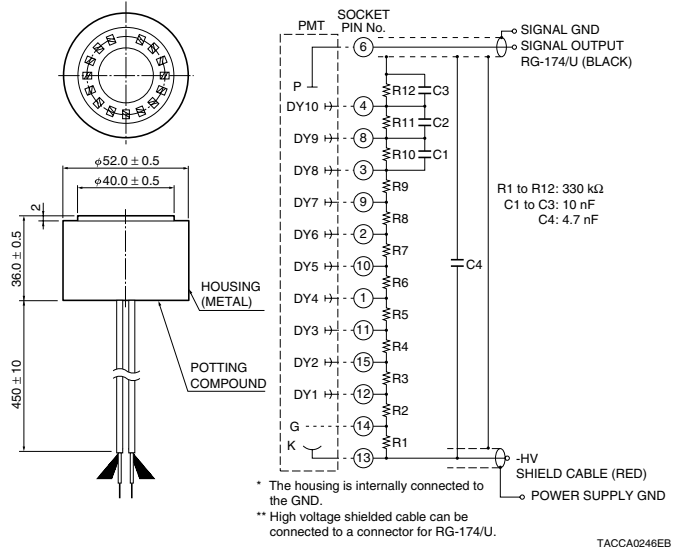 PMT
SOCKET
PIN No.
SIGNAL GND
SIGNAL OUTPUT
RG-174/U (BLACK)
6
P
R12
C3
DY10
4
R11
C2
DY9
8
R10
C1
DY8
3
R9
DY7
9
R8
DY6
2
R7
DY5
10
R6
DY4
1
R5
DY3
11
R4
DY2
15
R3
DY1
12
R2
G
14
R1
K
13
C4
R1 to R12: 330 kΩ
C1 to C3: 10 nF
C4: 4.7 nF
-HV
SHIELD CABLE (RED)
POWER SUPPLY GND
φ52.0 ± 0.5
φ40.0 ± 0.5
2
36.0 ± 0.5
450 ± 10
HOUSING
(METAL)
POTTING
COMPOUND
* The housing is internally connected to
the GND.
** High voltage shielded cable can be
connected to a connector for RG-174/U.
TACCA0246EB